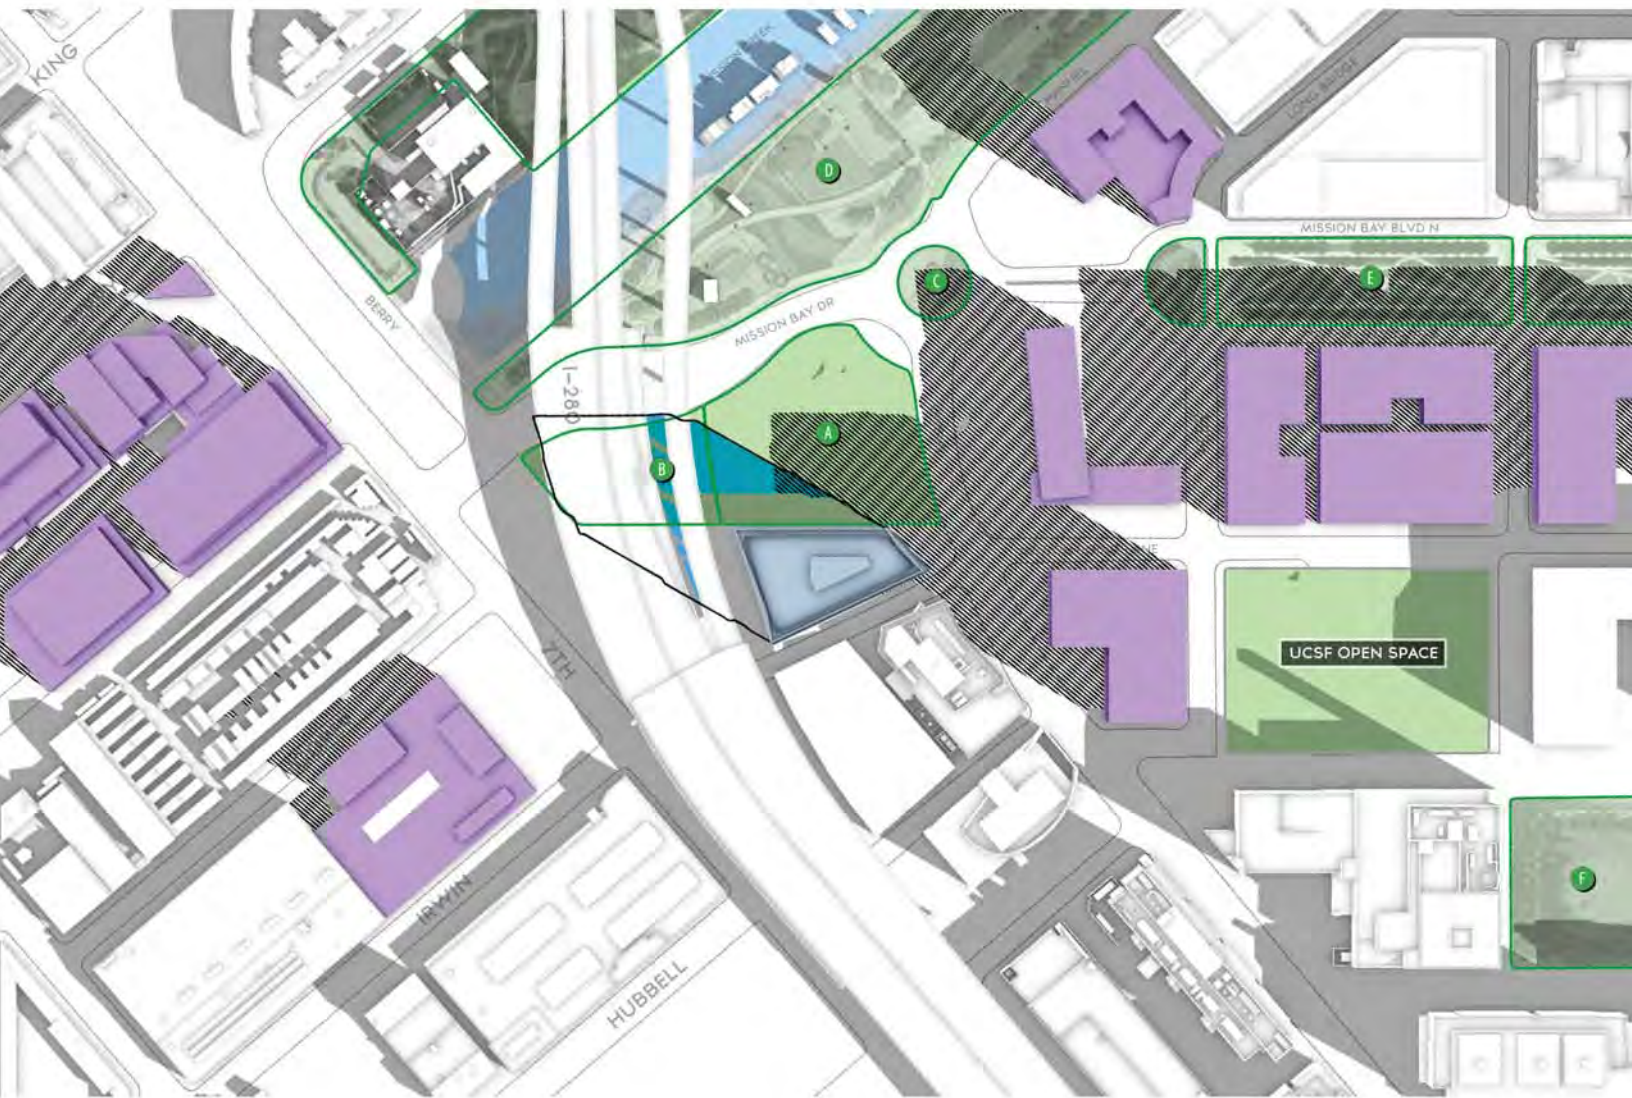 KING
LONG BRIDGE
D
MISSION BAY BLVD N
C
E
BERRY
MISSION BAY DR
I-280
A
B
UCSF OPEN SPACE
7TH
F
IRWIN
HUBBELL